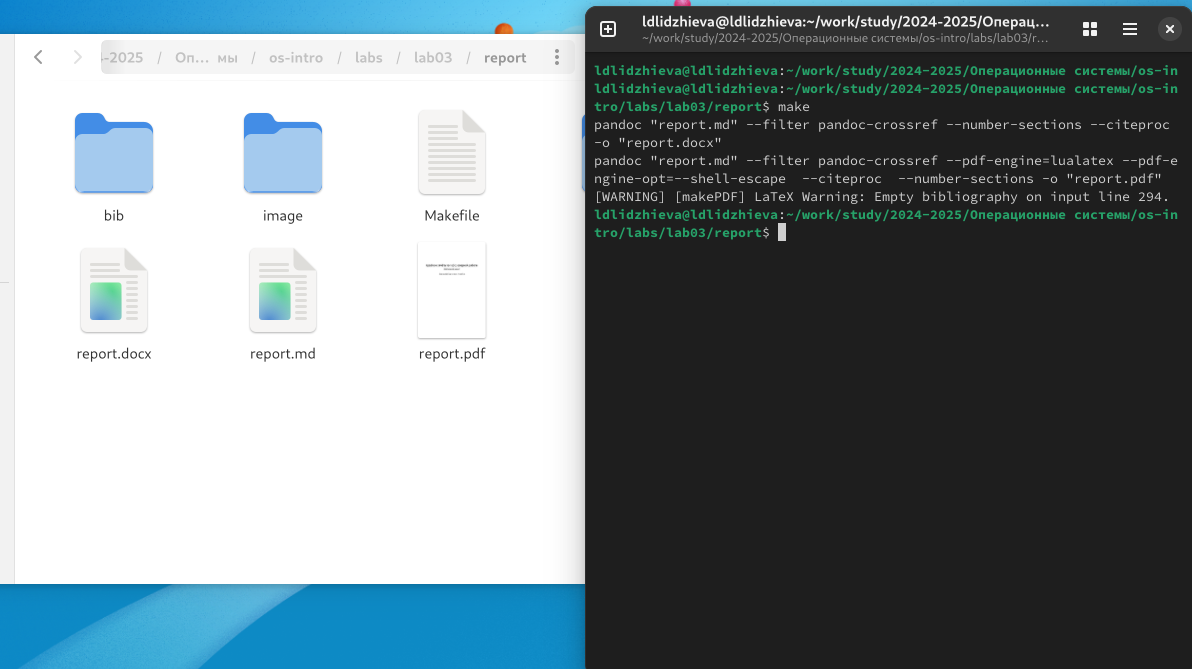 -2025 / Оп… мы / os-intro / labs / lab03 / report
bib
image
Makefile
report.docx
report.md
report.pdf
ldlidzhieva@ldlidzhieva:~/work/study/2024-2025/Операц…
~/work/study/2024-2025/Операционные системы/os-intro/labs/lab03/r…
ldlidzhieva@ldlidzhieva:~/work/study/2024-2025/Операционные системы/os-in
ldlidzhieva@ldlidzhieva:~/work/study/2024-2025/Операционные системы/os-in
tro/labs/lab03/report$ make
pandoc "report.md" --filter pandoc-crossref --number-sections --citeproc
-o "report.docx"
pandoc "report.md" --filter pandoc-crossref --pdf-engine=lualatex --pdf-e
ngine-opt=--shell-escape  --citeproc  --number-sections -o "report.pdf"
[WARNING] [makePDF] LaTeX Warning: Empty bibliography on input line 294.
ldlidzhieva@ldlidzhieva:~/work/study/2024-2025/Операционные системы/os-in
tro/labs/lab03/report$